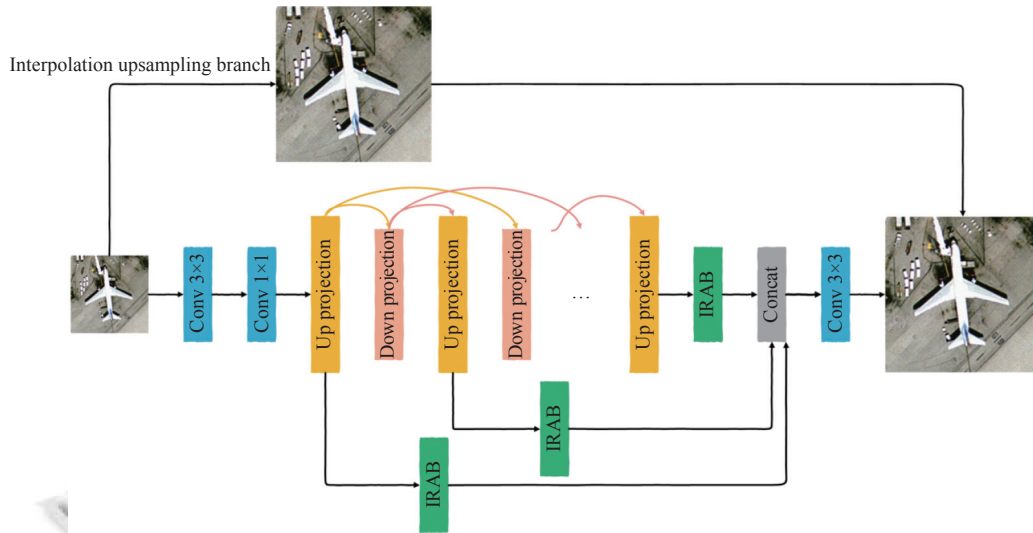 Interpolation upsampling branch
Conv 3×3
Conv 1×1
Up projection
Down projection
Up projection
Down projection
...
Up projection
IRAB
Concat
Conv 3×3
IRAB
IRAB